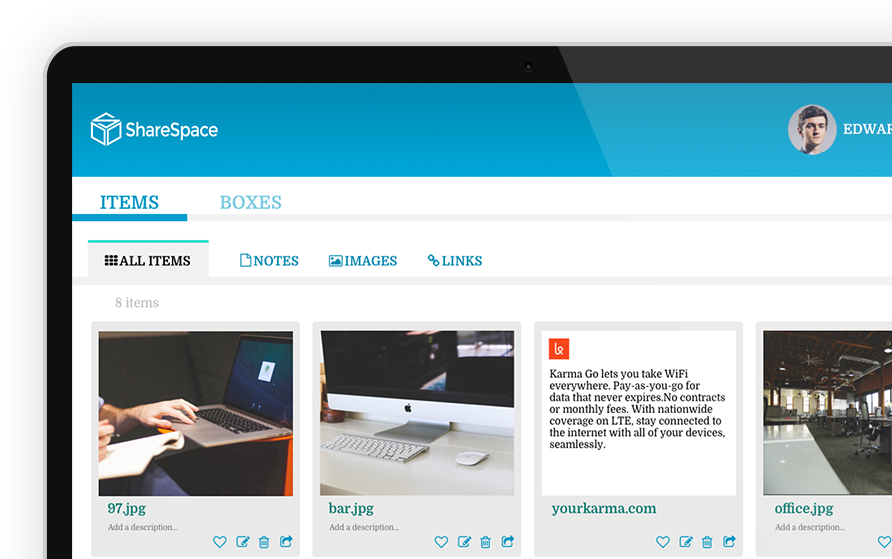 ShareSpace
ITEMS
BOXES
ALL ITEMS
NOTES
IMAGES
LINKS
8 items
Karma Go lets you take WiFi
everywhere. Pay-as-you-go for
data that never expires.No contracts
or monthly fees. With nationwide
coverage on LTE, stay connected to
the internet with all of your devices,
seamlessly.
97.jpg
bar.jpg
yourkarma.com
office.jpg
Add a description...
Add a description...
Add a description...